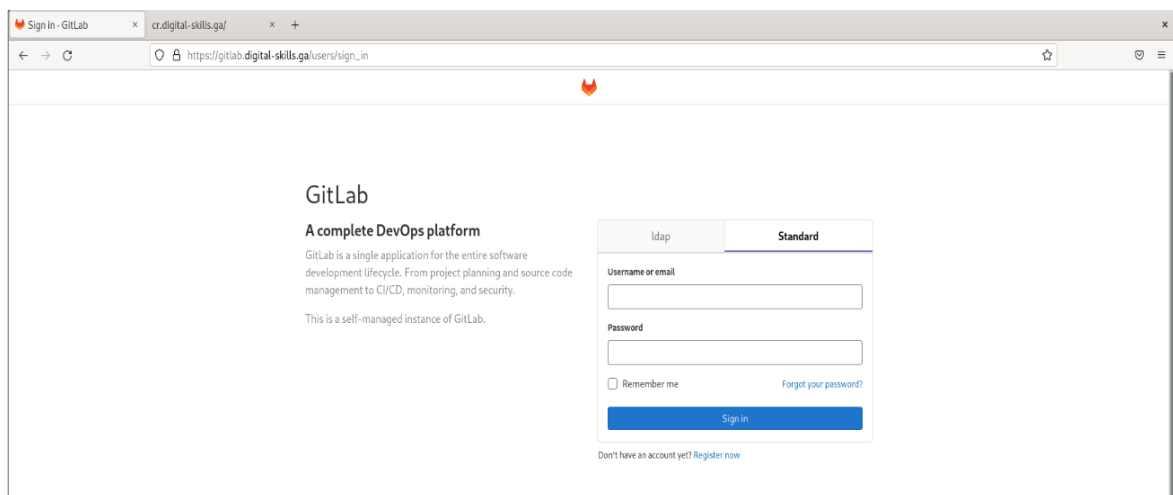 Sign in · GitLab
cr.digital-skills.ga/
https://gitlab.digital-skills.ga/users/sign_in
GitLab
A complete DevOps platform
GitLab is a single application for the entire software
development lifecycle. From project planning and source code
management to CI/CD, monitoring, and security.
This is a self-managed instance of GitLab.
ldap Standard
Username or email
Password
Remember me Forgot your password?
Sign in
Don't have an account yet? Register now